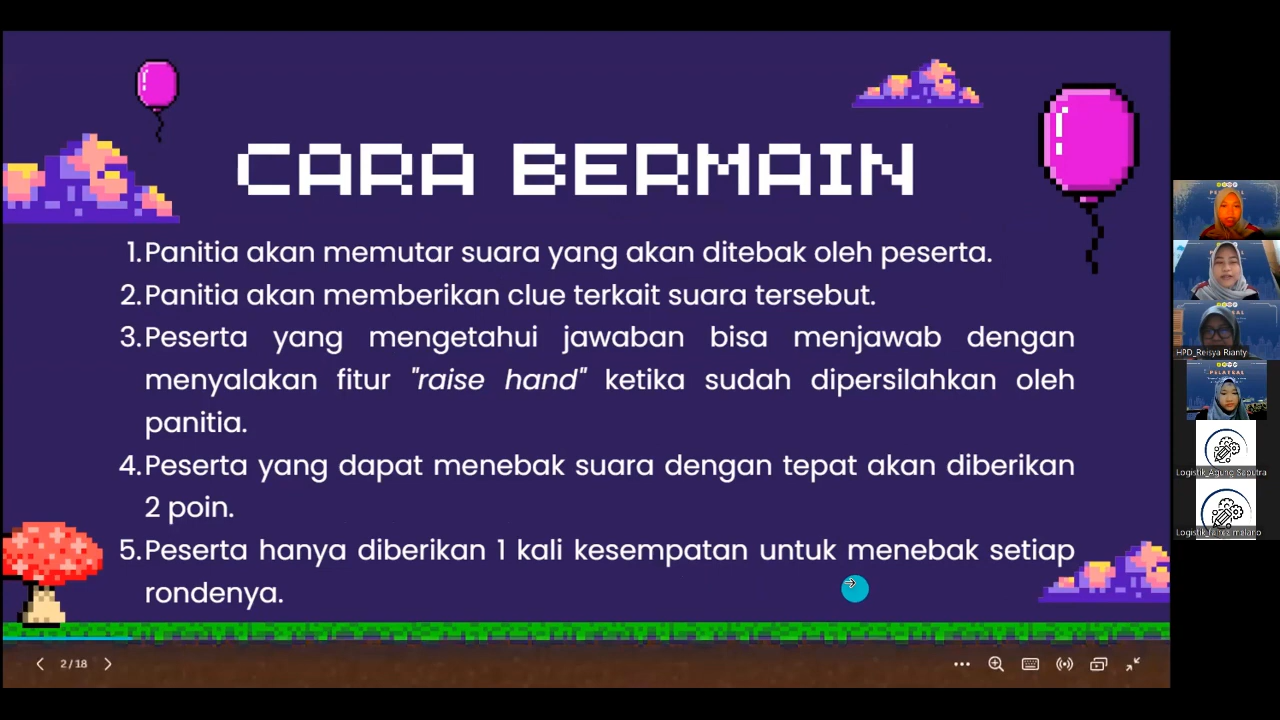 CARA BERMAIN
1. Panitia akan memutar suara yang akan ditebak oleh peserta.
2. Panitia akan memberikan clue terkait suara tersebut.
3. Peserta yang mengetahui jawaban bisa menjawab dengan
menyalakan fitur "raise hand" ketika sudah dipersilahkan oleh
panitia.
4. Peserta yang dapat menebak suara dengan tepat akan diberikan
2 poin.
5. Peserta hanya diberikan 1 kali kesempatan untuk menebak setiap
rondenya.
2 / 18
HPD_Reisya Rianty
Logistik_Agung Saputra